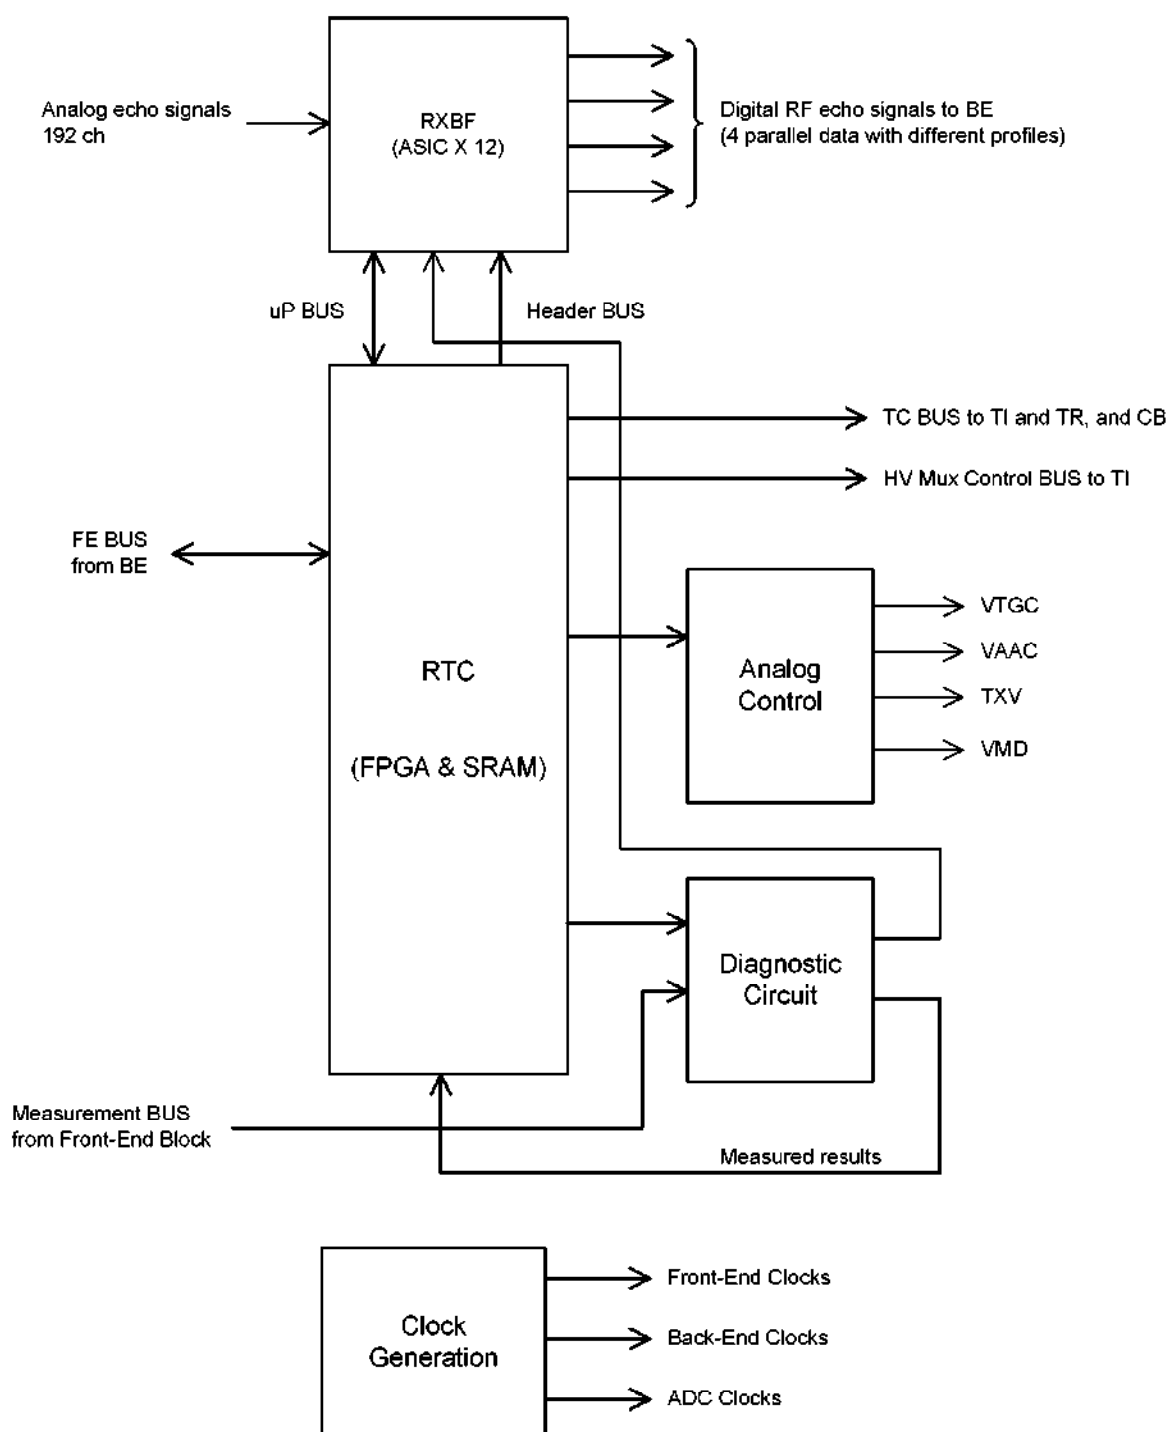 Analog echo signals
192 ch
RXBF
(ASIC X 12)
Digital RF echo signals to BE
(4 parallel data with different profiles)
uP BUS
Header BUS
TC BUS to TI and TR, and CB
HV Mux Control BUS to TI
FE BUS
from BE
RTC
(FPGA & SRAM)
Analog
Control
VTGC
VAAC
TXV
VMD
Diagnostic
Circuit
Measurement BUS
from Front-End Block
Measured results
Clock
Generation
Front-End Clocks
Back-End Clocks
ADC Clocks